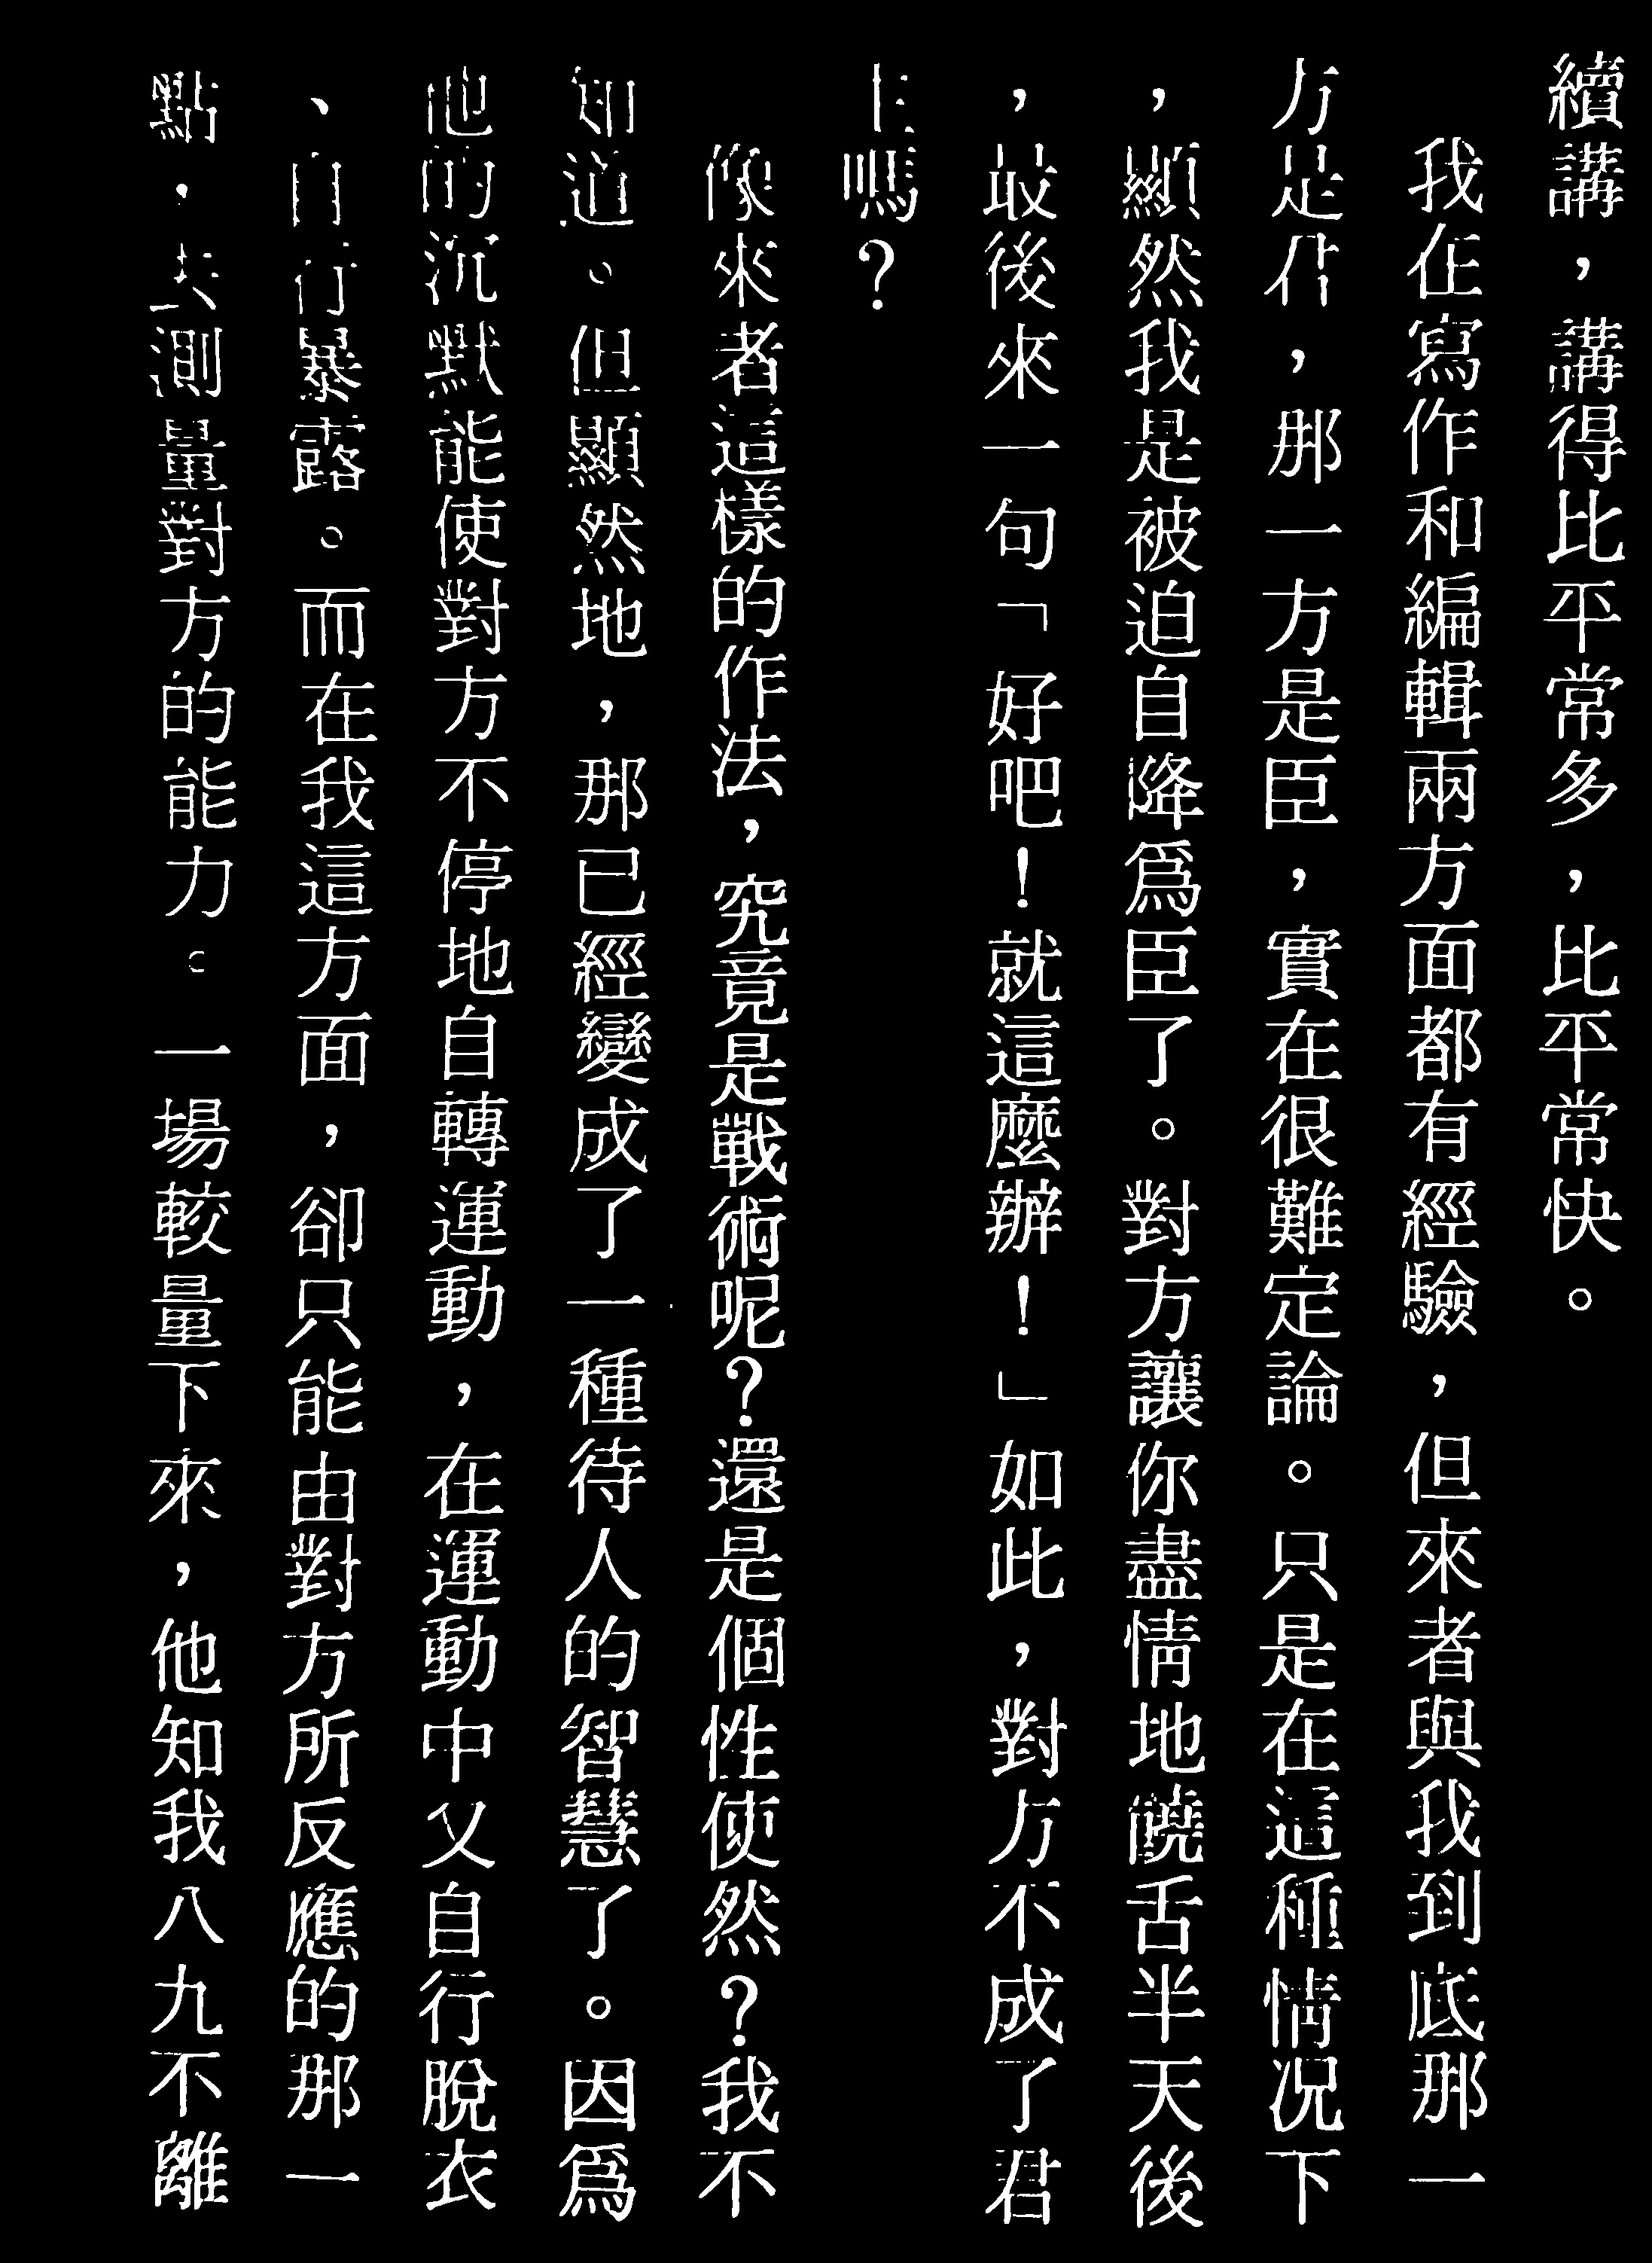 續講，講得比平常多，比平常快。
我在寫作和編輯兩方面都有經驗，但來者與我到底那一
方是君，那一方是臣，實在很難定論。只是在這種情況下
，顯然我是被迫自降為臣了。對方讓你盡情地饒舌半天後
，最後來一句「好吧！就這麼辦！」如此，對方不成了君
主嗎？
像來者這樣的作法，究竟是戰術呢？還是個性使然？我不
知道。但顯然地，那已經變成了一種待人的智慧了。因為
他的沉默能使對方不停地自轉運動，在運動中又自行脫衣
、自行暴露。而在我這方面，卻只能由對方所反應的那一
點，去測量對方的能力。一場較量下來，他知我八九不離